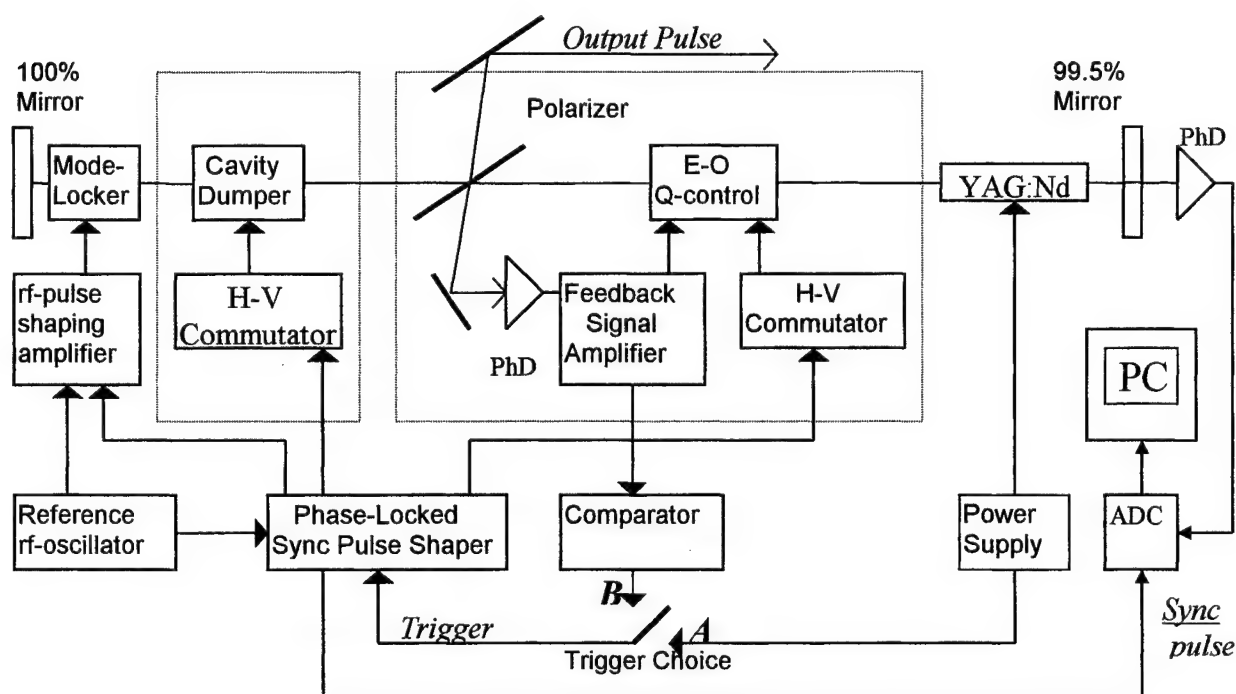 Output Pulse
100%
Mirror
99.5%
Mirror
Polarizer
PhD
Mode-
Locker
Cavity
Dumper
E-O
Q-control
YAG:Nd
rf-pulse
shaping
amplifier
H-V
Commutator
PhD
Feedback
Signal
Amplifier
H-V
Commutator
PC
Reference
rf-oscillator
Phase-Locked
Sync Pulse Shaper
Comparator
Power
Supply
ADC
B
Trigger
A
Trigger Choice
Sync
pulse